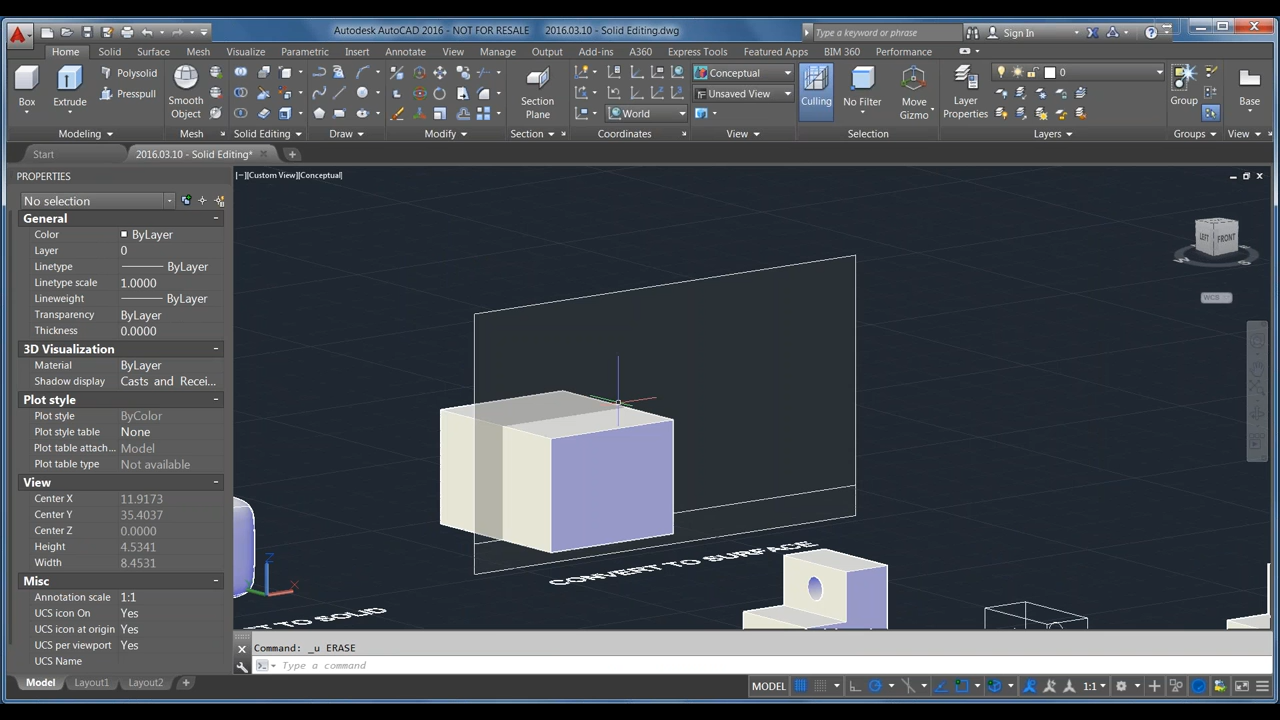 Autodesk AutoCAD 2016 - NOT FOR RESALE 2016.03.10 - Solid Editing.dwg
Type a keyword or phrase
Sign In
Home Solid Surface Mesh Visualize Parametric Insert Annotate View Manage Output Add-ins A360 Express Tools Featured Apps BIM 360 Performance
Box
Extrude
Polysolid
Presspull
Modeling
Smooth Object
Mesh
Solid Editing
Draw
Modify
Section Plane
Section
World
Coordinates
Conceptual
Unsaved View
View
Culling
No Filter
Move Gizmo
Selection
Layer Properties
0
Layers
Group
Groups
Base
View
Start
2016.03.10 - Solid Editing*
PROPERTIES
No selection
General
Color ByLayer
Layer 0
Linetype ByLayer
Linetype scale 1.0000
Lineweight ByLayer
Transparency ByLayer
Thickness 0.0000
3D Visualization
Material ByLayer
Shadow display Casts and Recei...
Plot style
Plot style ByColor
Plot style table None
Plot table attach... Model
Plot table type Not available
View
Center X 11.9173
Center Y 35.4037
Center Z 0.0000
Height 4.5341
Width 8.4531
Misc
Annotation scale 1:1
UCS icon On Yes
UCS icon at origin Yes
UCS per viewport Yes
UCS Name
[−][Custom View][Conceptual]
LEFT FRONT
WCS
CONVERT TO SURFACE
TO SOLID
Z
X
Command: _u ERASE
Type a command
Model Layout1 Layout2
MODEL
1:1